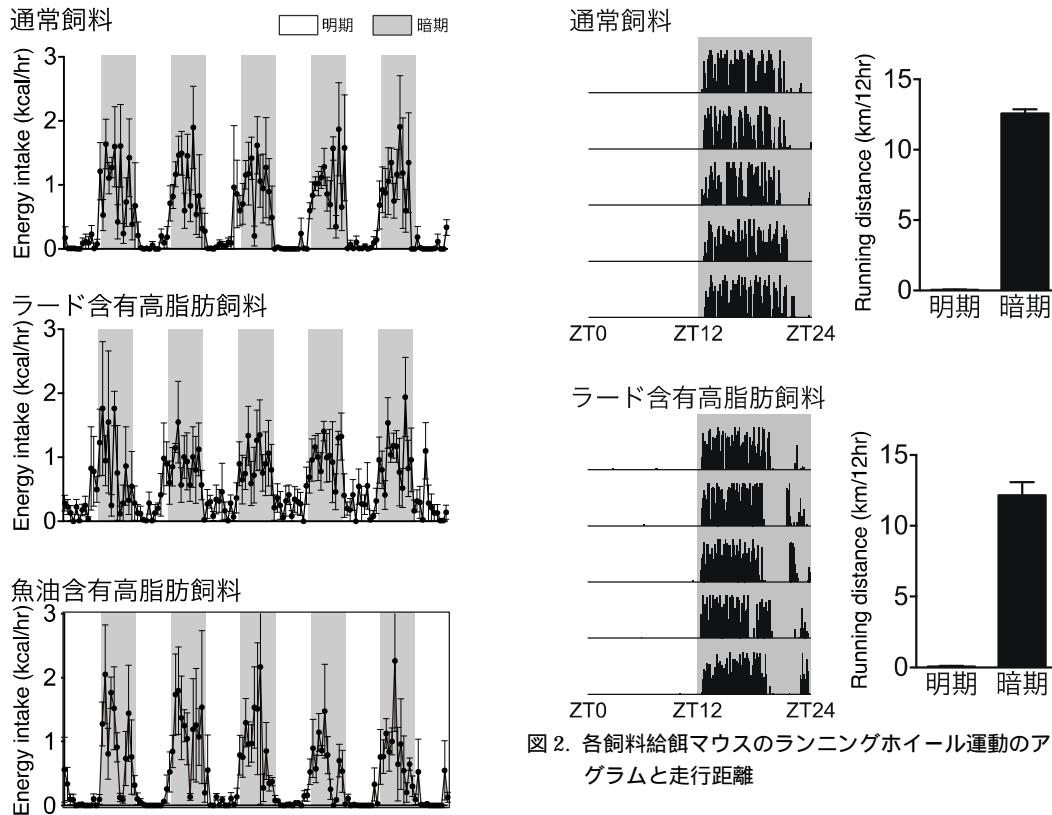 通常飼料
明期
暗期
Energy intake (kcal/hr)
3
2
1
0
ラード含有高脂肪飼料
Energy intake (kcal/hr)
3
2
1
0
魚油含有高脂肪飼料
Energy intake (kcal/hr)
3
2
1
0
通常飼料
ZT0
ZT12
ZT24
Running distance (km/12hr)
15
10
5
0
明期
暗期
ラード含有高脂肪飼料
ZT0
ZT12
ZT24
Running distance (km/12hr)
15
10
5
0
明期
暗期
図 2. 各飼料給餌マウスのランニングホイール運動のア
グラムと走行距離